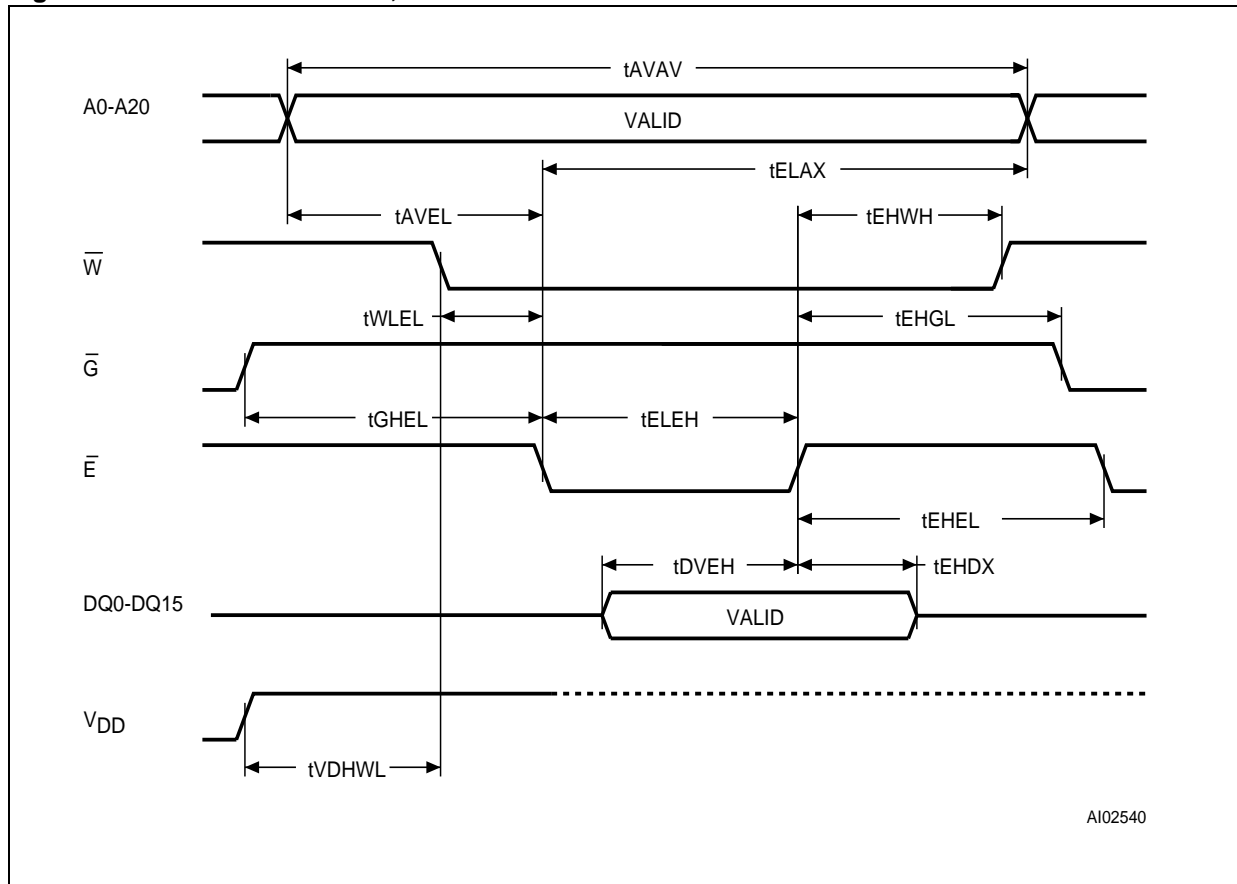 tAVAV
A0-A20
VALID
tELAX
tAVEL
tEHWH
W̅
tWLEL
tEHGL
G̅
tGHEL
tELEH
E̅
tEHEL
tDVEH
tEHDX
DQ0-DQ15
VALID
VDD
tVDHWL
AI02540